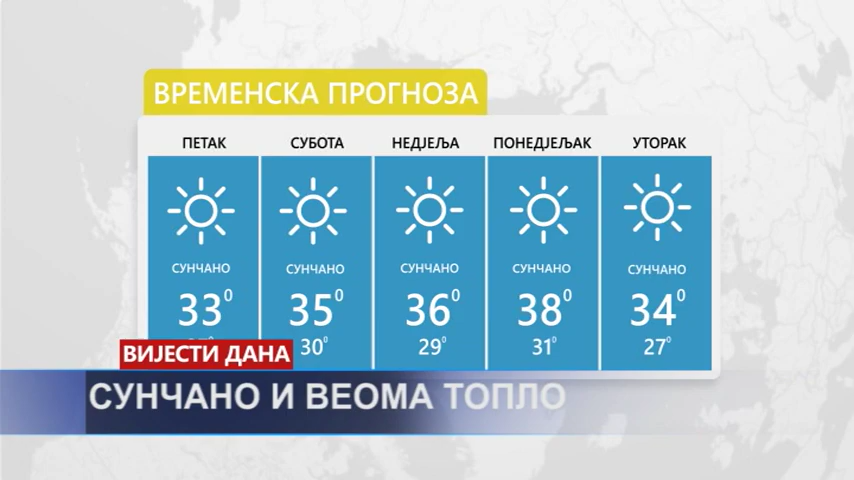 ВРЕМЕНСКА ПРОГНОЗА
ПЕТАК СУБОТА НЕДЈЕЉА ПОНЕДЈЕЉАК УТОРАК
СУНЧАНО СУНЧАНО СУНЧАНО СУНЧАНО СУНЧАНО
33⁰ 35⁰ 36⁰ 38⁰ 34⁰
30⁰ 29⁰ 31⁰ 27⁰
ВИЈЕСТИ ДАНА
СУНЧАНО И ВЕОМА ТОПЛО